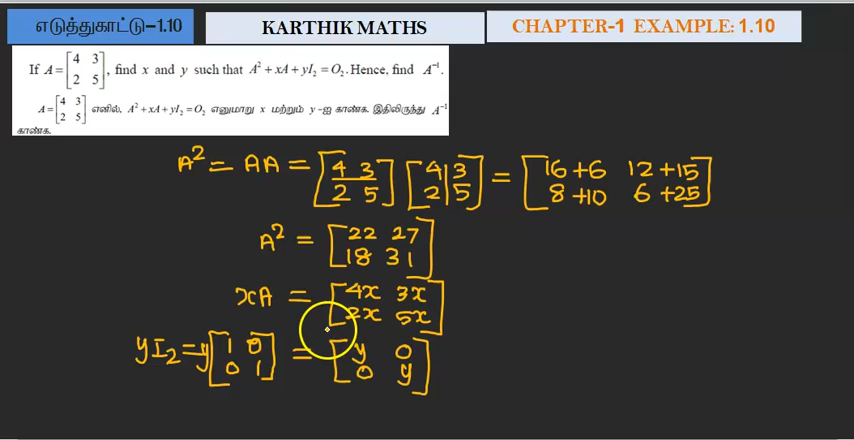 எடுத்துகாட்டு-1.10 KARTHIK MATHS CHAPTER-1 EXAMPLE: 1.10
If A = [4 3; 2 5], find x and y such that A² + xA + yI₂ = O₂. Hence, find A⁻¹.
A = [4 3; 2 5] எனில், A² + xA + yI₂ = O₂ எனுமாறு x மற்றும் y-ஐ காண்க. இதிலிருந்து A⁻¹
காண்க.
A² = AA = [4 3; 2 5] [4 3; 2 5] = [16+6 12+15; 8+10 6+25]
A² = [22 27; 18 31]
xA = [4x 3x; 2x 5x]
yI₂ = y[1 0; 0 1] = [y 0; 0 y]